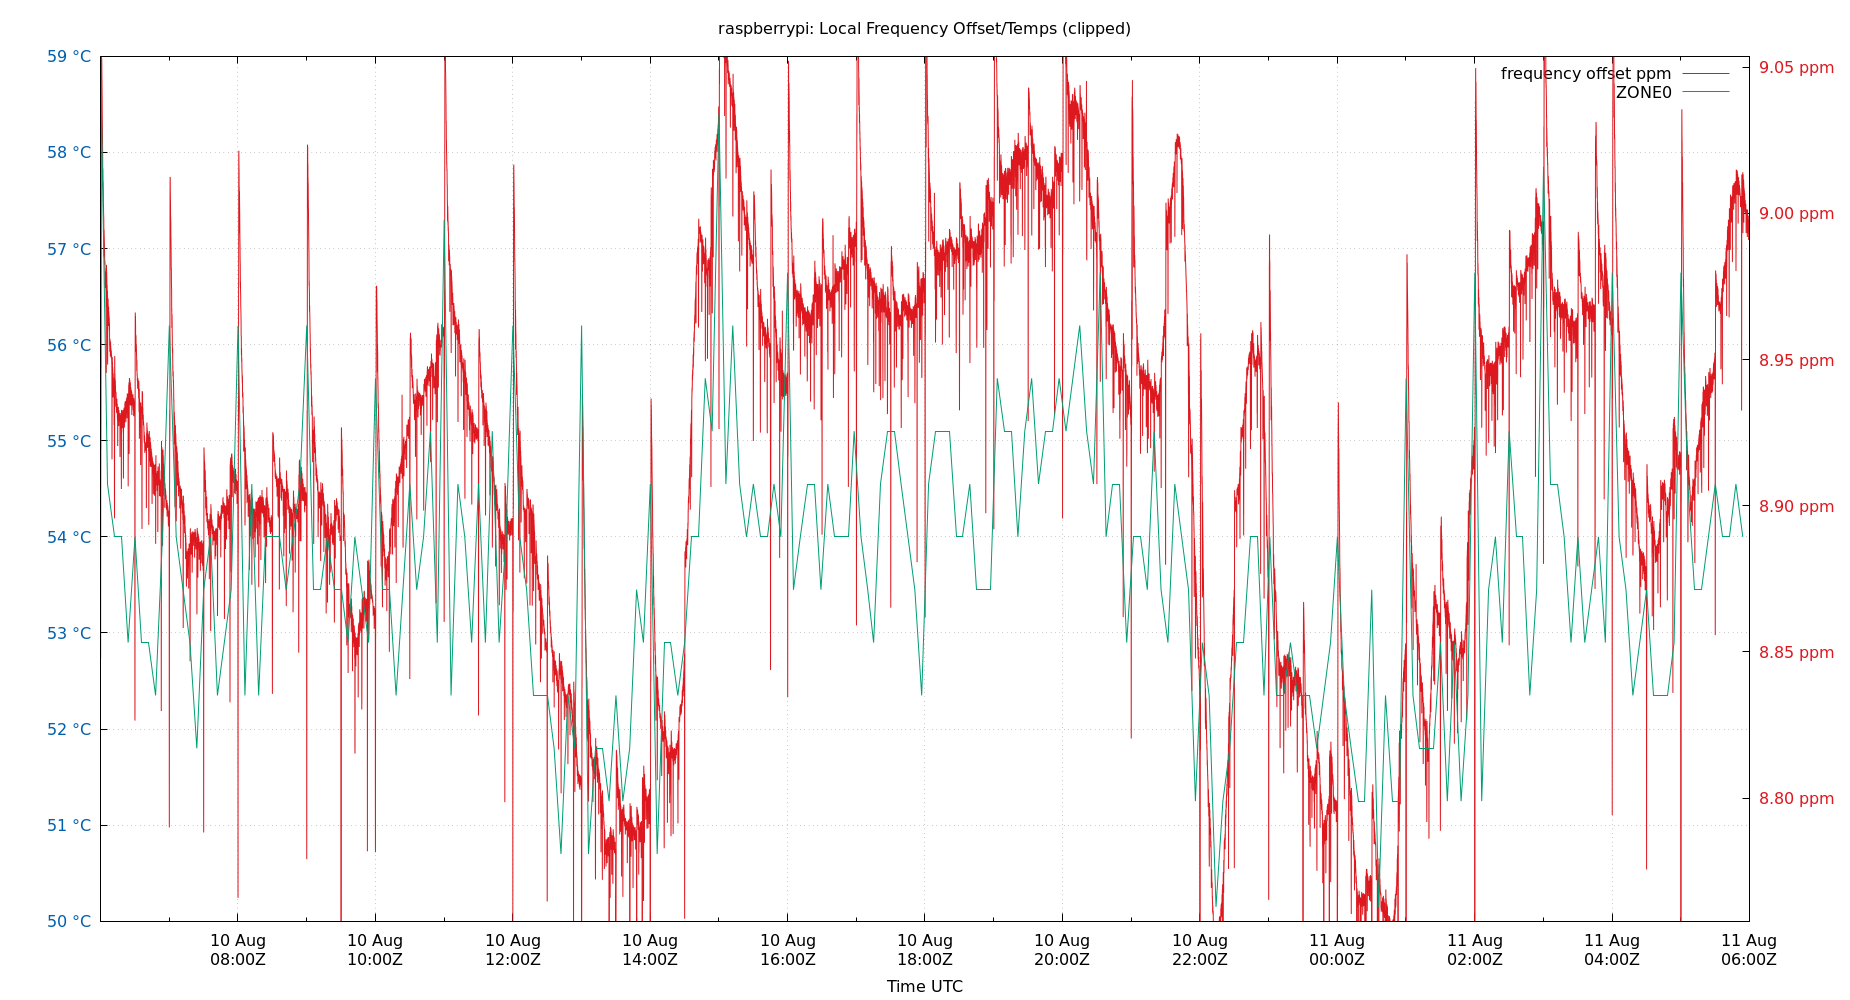 raspberrypi: Local Frequency Offset/Temps (clipped)
59 °C
58 °C
57 °C
56 °C
55 °C
54 °C
53 °C
52 °C
51 °C
50 °C
frequency offset ppm
ZONE0
9.05 ppm
9.00 ppm
8.95 ppm
8.90 ppm
8.85 ppm
8.80 ppm
10 Aug
08:00Z
10 Aug
10:00Z
10 Aug
12:00Z
10 Aug
14:00Z
10 Aug
16:00Z
10 Aug
18:00Z
10 Aug
20:00Z
10 Aug
22:00Z
11 Aug
00:00Z
11 Aug
02:00Z
11 Aug
04:00Z
11 Aug
06:00Z
Time UTC